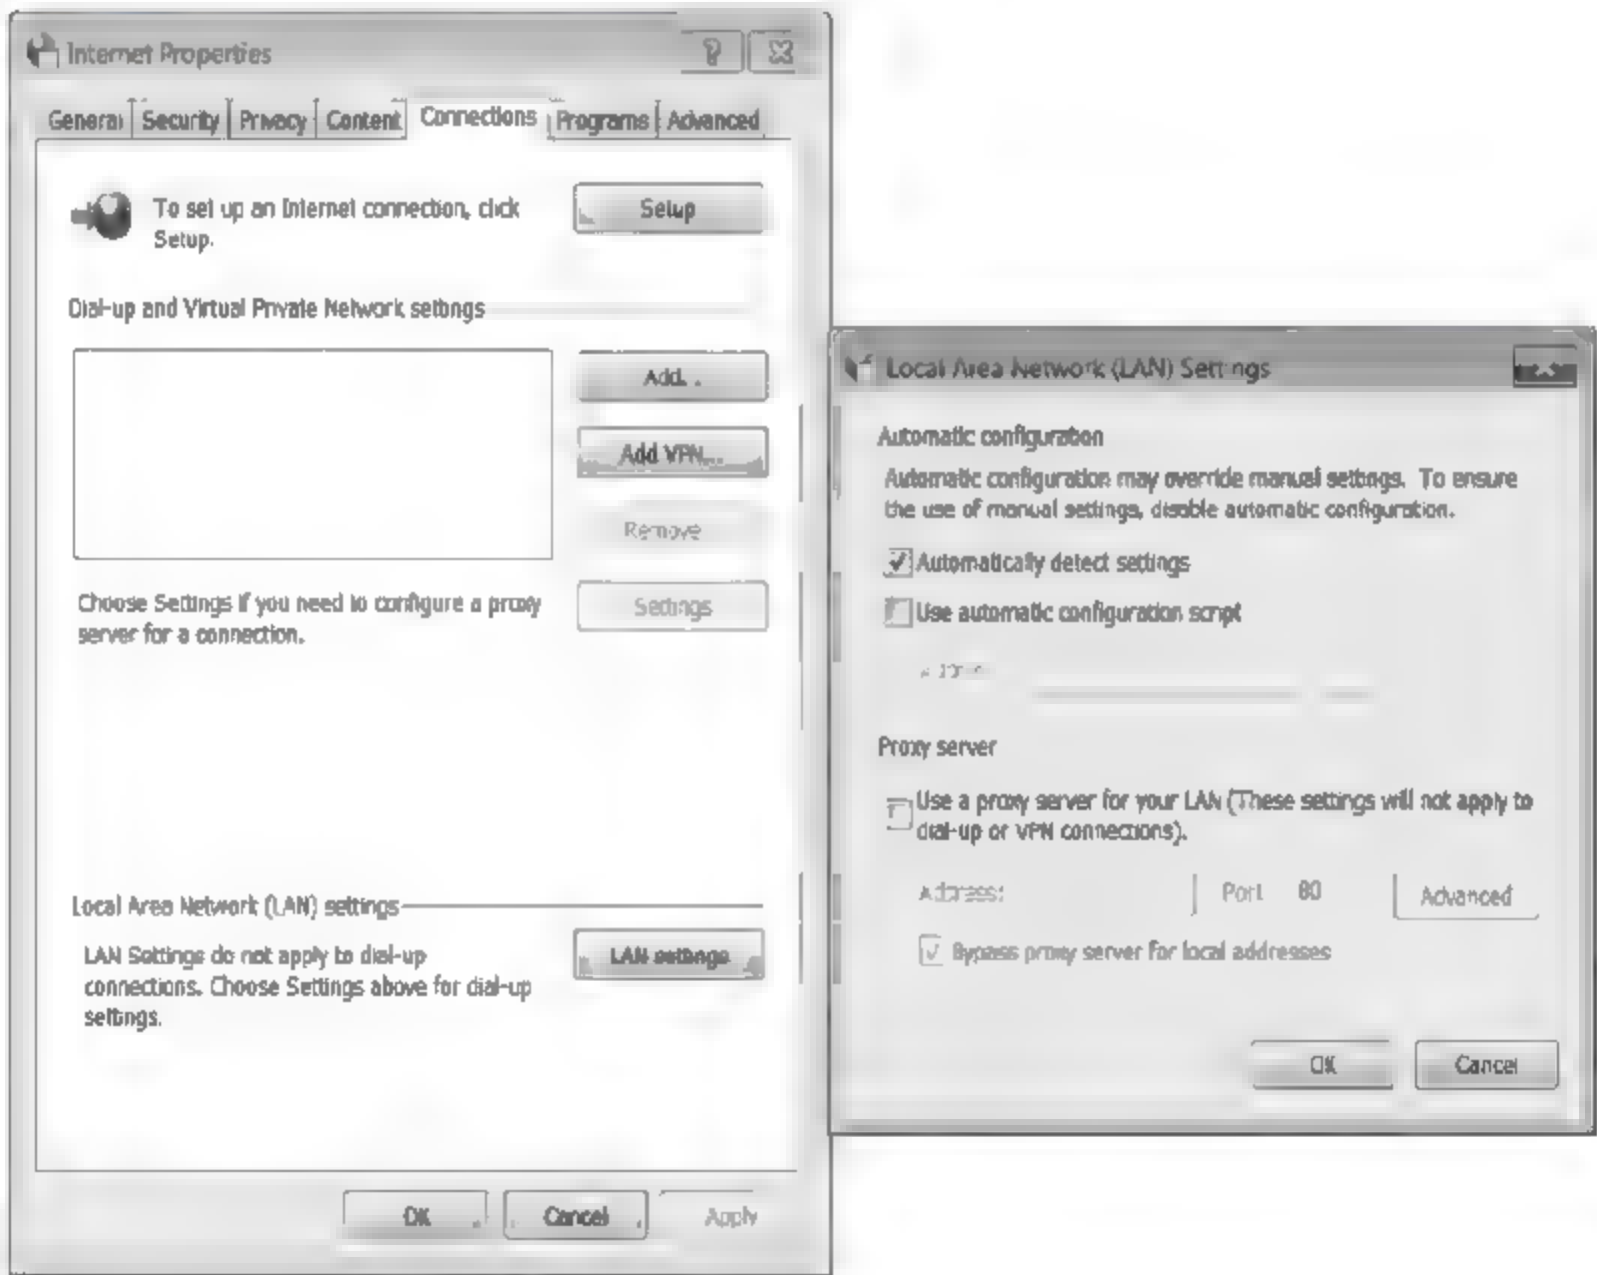 Internet Properties
General Security Privacy Content Connections Programs Advanced
To set up an Internet connection, click
Setup.
Setup
Dial-up and Virtual Private Network settings
Add...
Add VPN...
Remove
Choose Settings if you need to configure a proxy
server for a connection.
Settings
Local Area Network (LAN) settings
LAN Settings do not apply to dial-up
connections. Choose Settings above for dial-up
settings.
LAN settings
OK Cancel Apply
Local Area Network (LAN) Settings
Automatic configuration
Automatic configuration may override manual settings. To ensure
the use of manual settings, disable automatic configuration.
Automatically detect settings
Use automatic configuration script
Proxy server
Use a proxy server for your LAN (These settings will not apply to
dial-up or VPN connections).
Address: Port 80 Advanced
Bypass proxy server for local addresses
OK Cancel